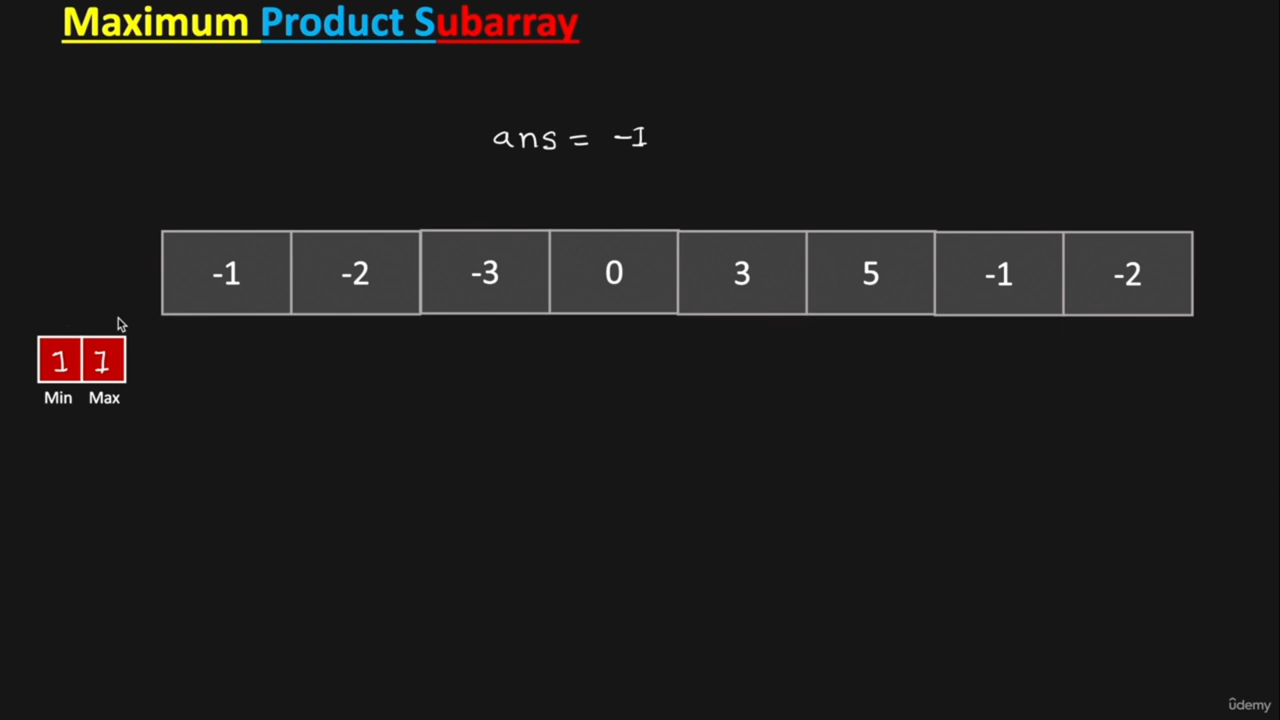 Maximum Product Subarray
ans = -1
-1 -2 -3 0 3 5 -1 -2
1 1
Min Max
ûdemy